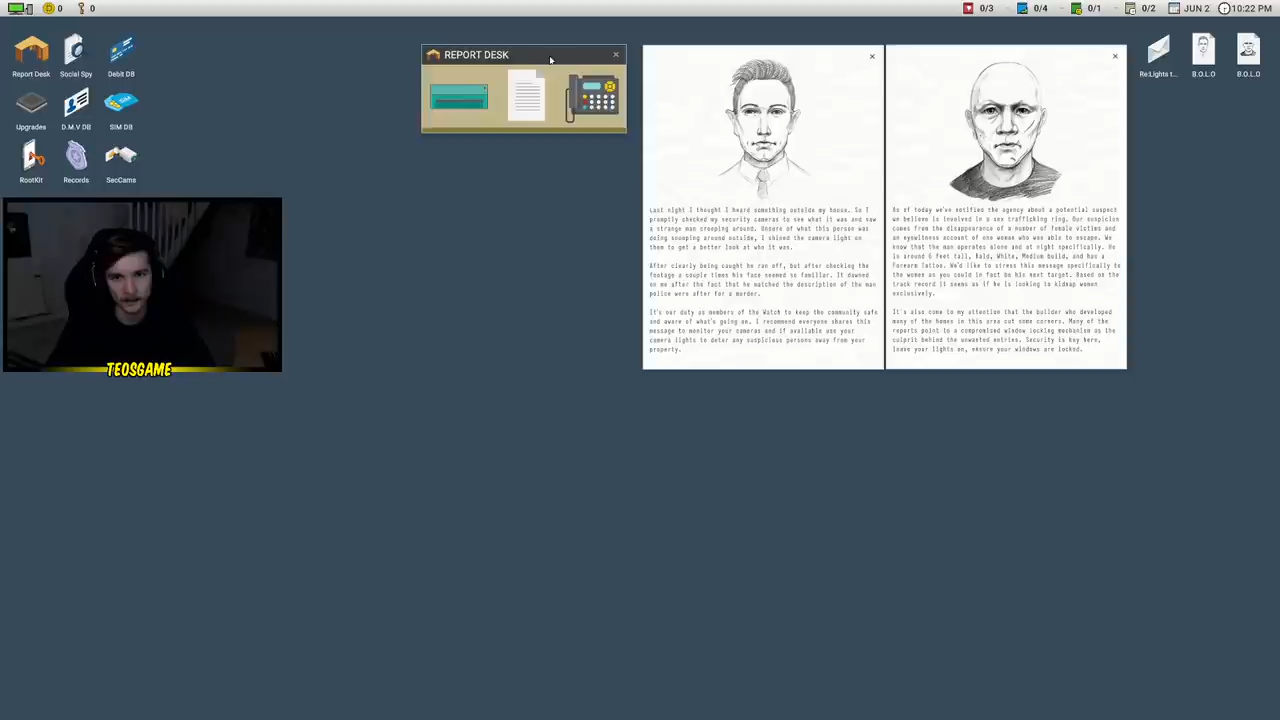 0
0
0/3
0/4
0/1
0/2
JUN 2
10:22 PM
Report Desk
Social Spy
Debit DB
Upgrades
D.M.V DB
SIM DB
RootKit
Records
SecCams
REPORT DESK
Re:Lights t...
B.O.L.O
B.O.L.O
TEOSGAME
Last night I thought I heard something outside my house. So I
promptly checked my security cameras to see what it was and saw
a strange man creeping around. Unsure of what this person was
doing snooping around outside, I shined the camera light on
them to get a better look at who it was.
After clearly being caught he ran off, but after checking the
footage a couple times his face seemed so familiar. It dawned
on me after the fact that he matched the description of the man
police were after for a murder.
It's our duty as members of the Watch to keep the community safe
and aware of what's going on. I recommend everyone shares this
message to monitor your cameras and if available use your
camera lights to deter any suspicious persons away from your
property.
As of today we've notified the agency about a potential suspect
we believe is involved in a sex trafficking ring. Our suspicion
comes from the disappearance of a number of female victims and
an eyewitness account of one woman who was able to escape. We
know that the man operates alone and at night specifically. He
is around 6 feet tall, Bald, White, Medium build, and has a
forearm Tattoo. We'd like to stress this message specifically to
the women as you could in fact be his next target. Based on the
track record it seems as if he is looking to kidnap women
exclusively.
It's also come to my attention that the builder who developed
many of the homes in this area cut some corners. Many of the
reports point to a compromised window locking mechanism as the
culprit behind the unwanted entries. Security is key here,
leave your lights on, ensure your windows are locked.